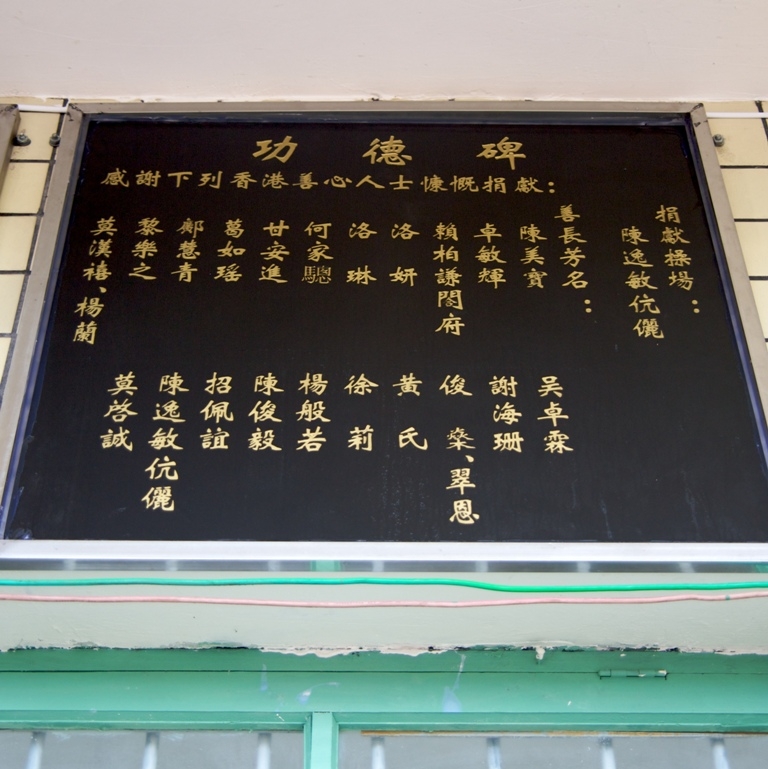 功德碑
感謝下列香港善心人士慷慨捐獻：
捐獻操場：
陳逸敏伉儷
善長芳名：
陳美寶
卓敏輝
賴柏謙閤府
洛妍
洛琳
何家驄
甘安進
葛如瑤
鄺慧青
黎樂之
莫漢禧、楊蘭
吴卓霖
謝海珊
俊燊、翠恩
黃氏
徐莉
楊般若
陳俊毅
招佩誼
陳逸敏伉儷
莫啓誠